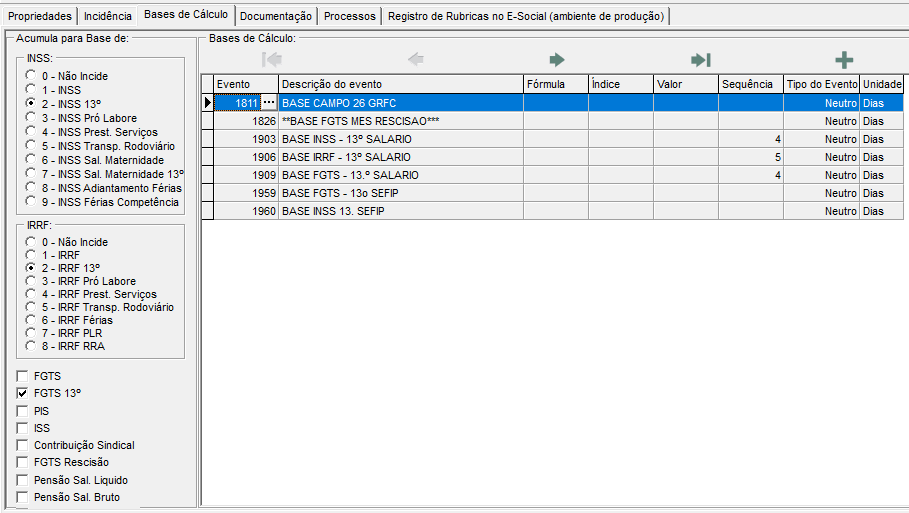 Propriedades Incidência Bases de Cálculo Documentação Processos Registro de Rubricas no E-Social (ambiente de produção)
Acumula para Base de:
INSS:
0 - Não Incide
1 - INSS
2 - INSS 13º
3 - INSS Pró Labore
4 - INSS Prest. Serviços
5 - INSS Transp. Rodoviário
6 - INSS Sal. Maternidade
7 - INSS Sal. Maternidade 13º
8 - INSS Adiantamento Férias
9 - INSS Férias Competência
IRRF:
0 - Não Incide
1 - IRRF
2 - IRRF 13º
3 - IRRF Pró Labore
4 - IRRF Prest. Serviços
5 - IRRF Transp. Rodoviário
6 - IRRF Férias
7 - IRRF PLR
8 - IRRF RRA
FGTS
FGTS 13º
PIS
ISS
Contribuição Sindical
FGTS Rescisão
Pensão Sal. Liquido
Pensão Sal. Bruto
Bases de Cálculo:
Evento Descrição do evento Fórmula Índice Valor Sequência Tipo do Evento Unidade
1811 ... BASE CAMPO 26 GRFC Neutro Dias
1826 **BASE FGTS MES RESCISAO*** Neutro Dias
1903 BASE INSS - 13º SALARIO 4 Neutro Dias
1906 BASE IRRF - 13º SALARIO 5 Neutro Dias
1909 BASE FGTS - 13.º SALARIO 4 Neutro Dias
1959 BASE FGTS - 13o SEFIP Neutro Dias
1960 BASE INSS 13. SEFIP Neutro Dias